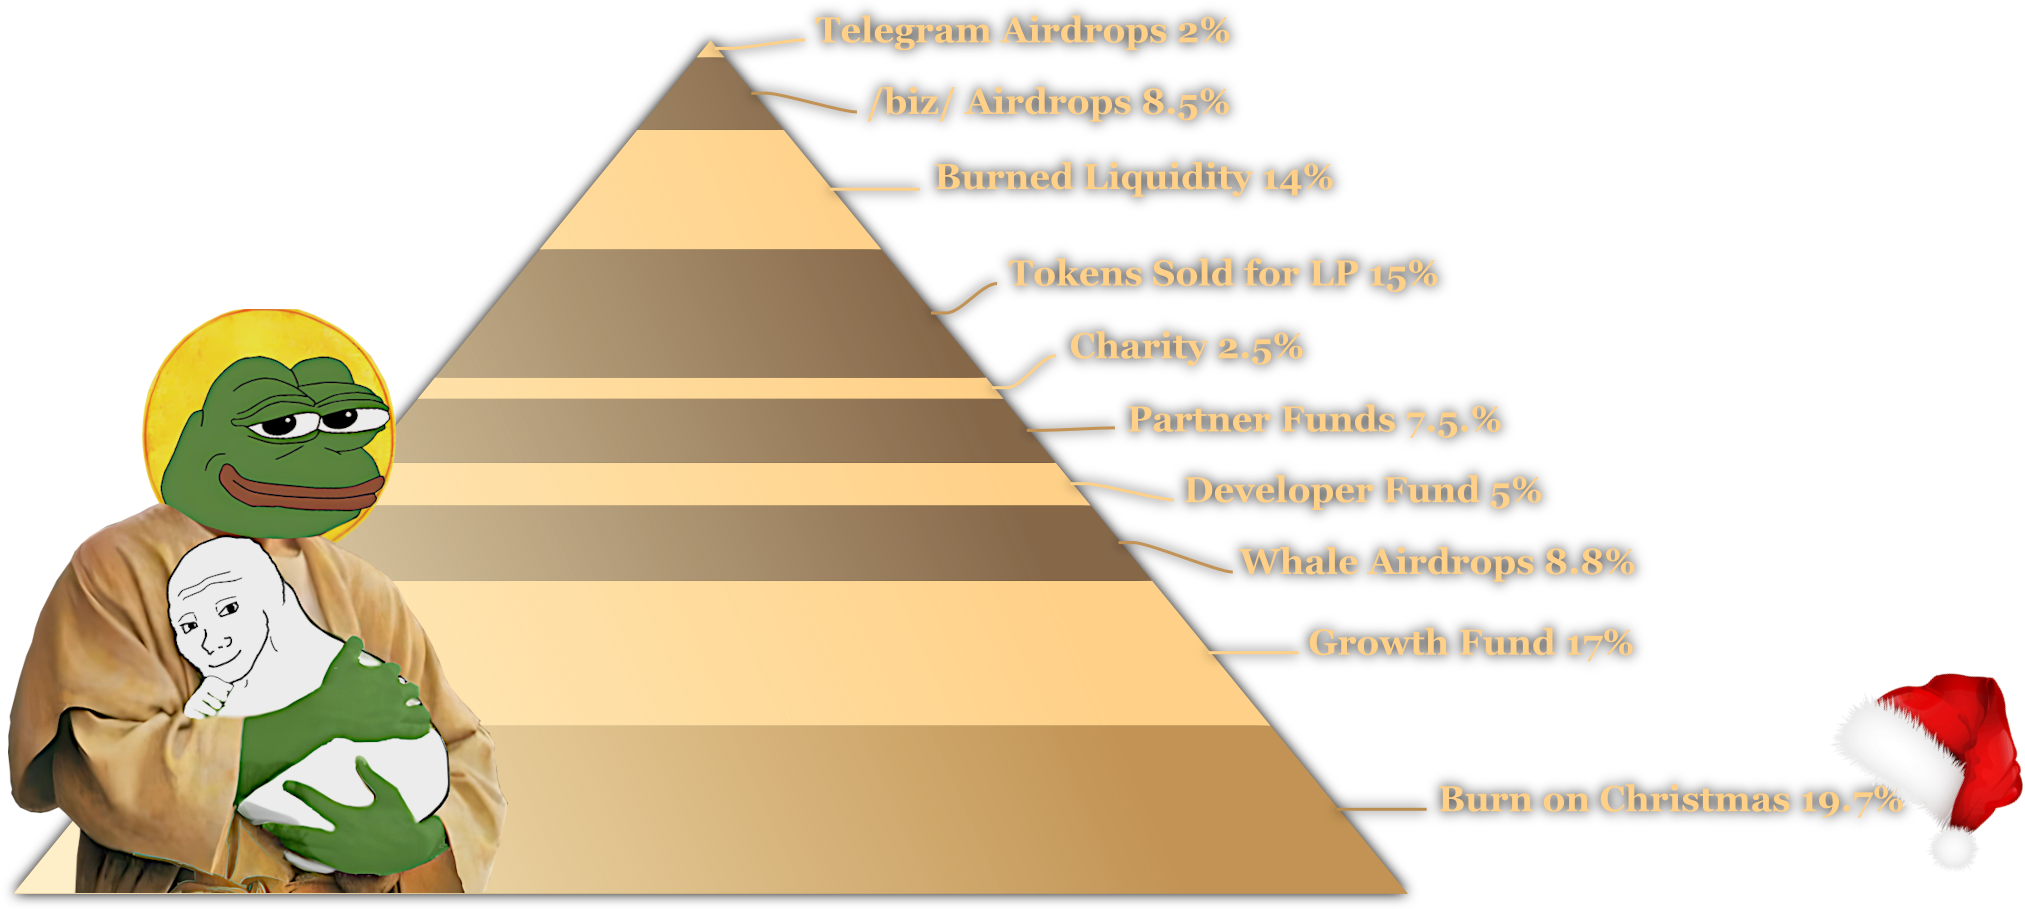 Telegram Airdrops 2%
/biz/ Airdrops 8.5%
Burned Liquidity 14%
Tokens Sold for LP 15%
Charity 2.5%
Partner Funds 7.5.%
Developer Fund 5%
Whale Airdrops 8.8%
Growth Fund 17%
Burn on Christmas 19.7%